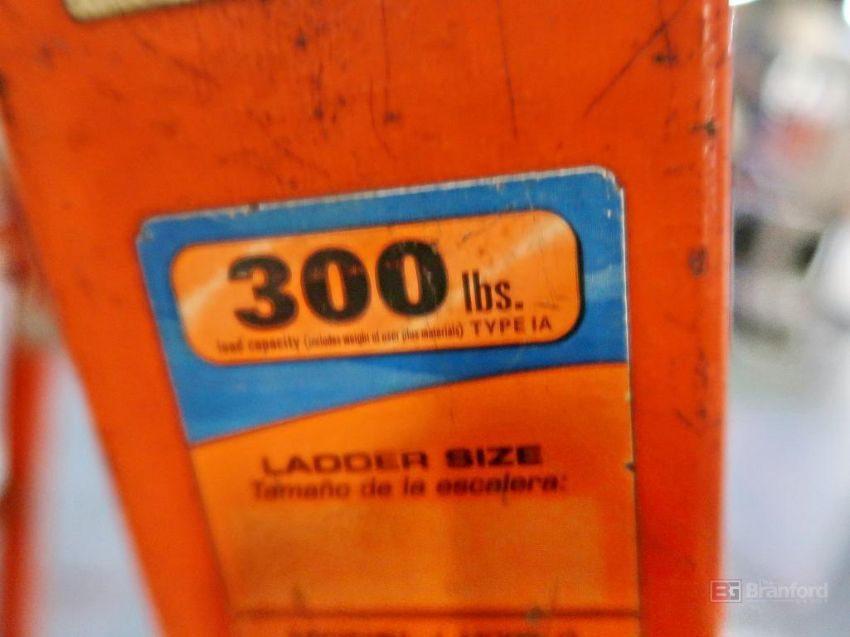 300 lbs.
load capacity (includes weight of user plus materials) TYPE IA
LADDER SIZE
Tamaño de la escalera:
The Branford